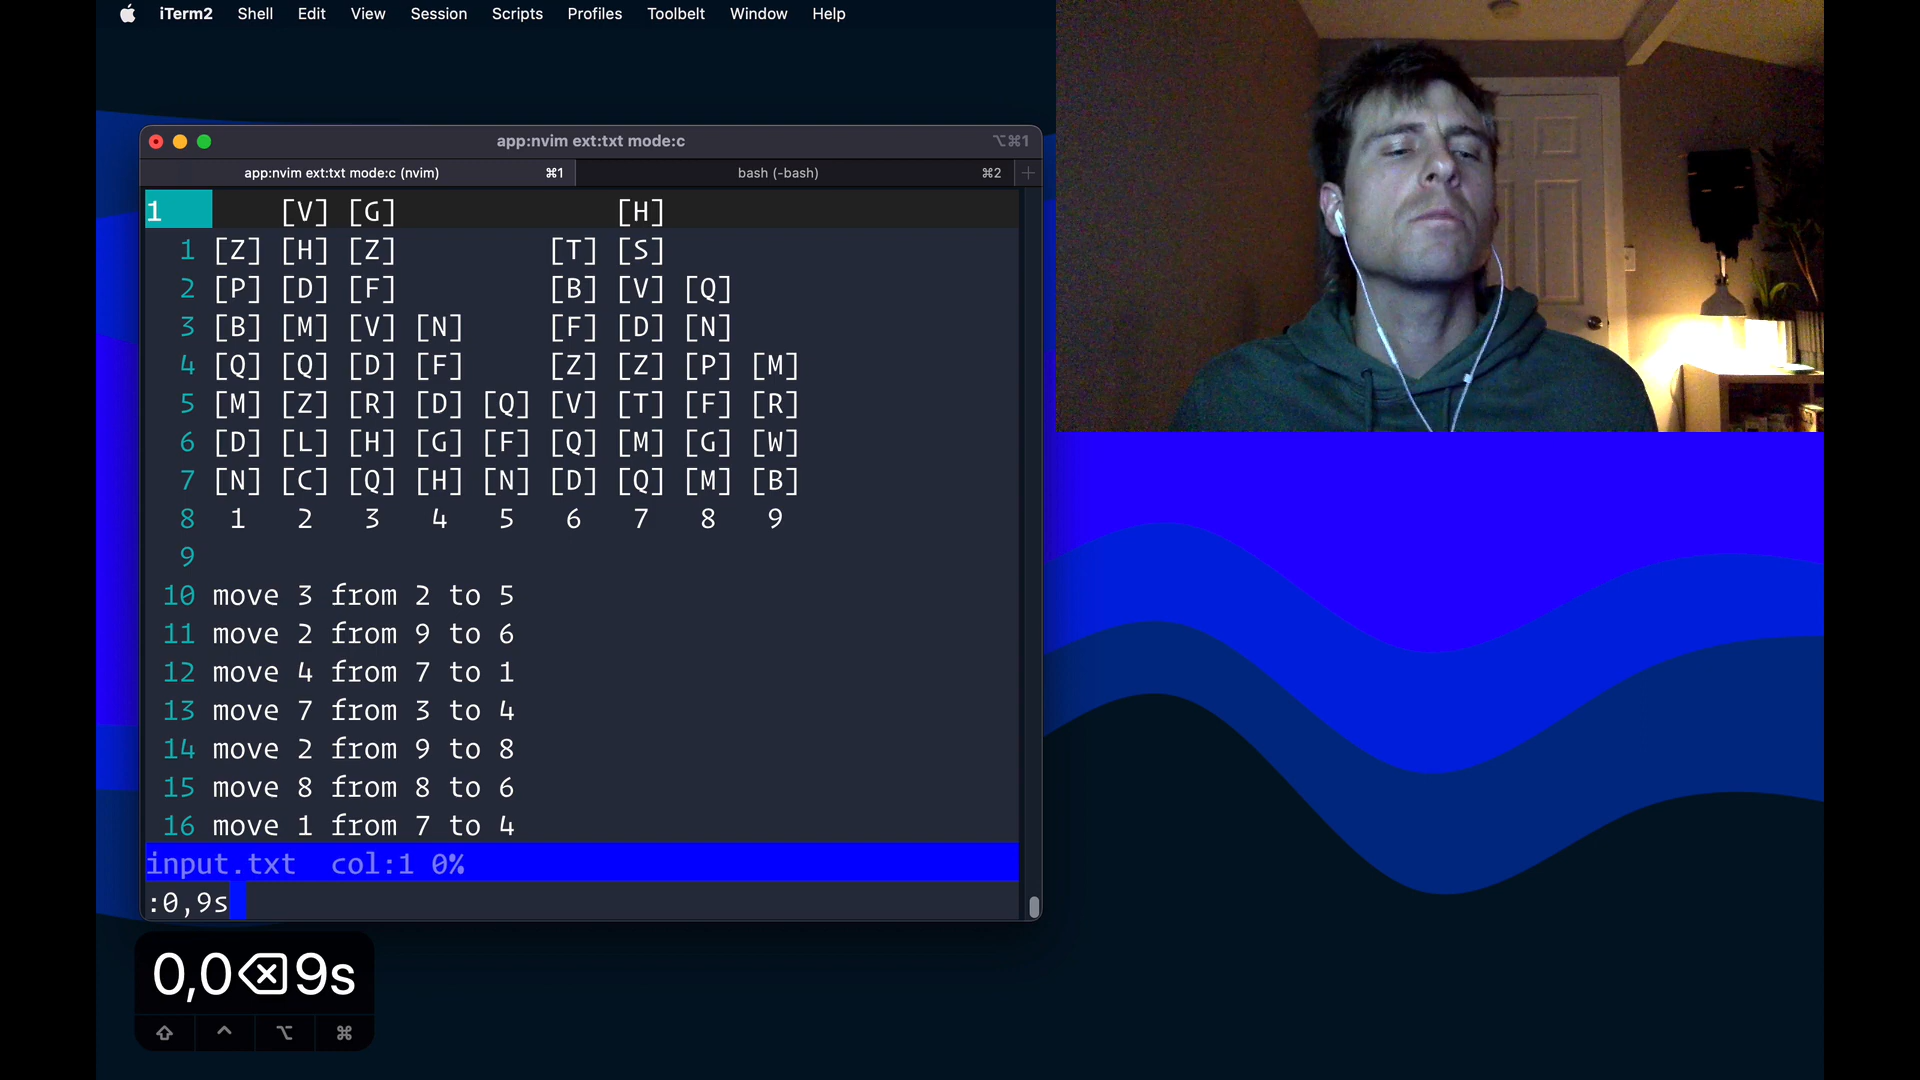 iTerm2 Shell Edit View Session Scripts Profiles Toolbelt Window Help
app:nvim ext:txt mode:c ⌥⌘1
app:nvim ext:txt mode:c (nvim) ⌘1 bash (-bash) ⌘2 +
1 [V] [G] [H]
1 [Z] [H] [Z] [T] [S]
2 [P] [D] [F] [B] [V] [Q]
3 [B] [M] [V] [N] [F] [D] [N]
4 [Q] [Q] [D] [F] [Z] [Z] [P] [M]
5 [M] [Z] [R] [D] [Q] [V] [T] [F] [R]
6 [D] [L] [H] [G] [F] [Q] [M] [G] [W]
7 [N] [C] [Q] [H] [N] [D] [Q] [M] [B]
8 1 2 3 4 5 6 7 8 9
9
10 move 3 from 2 to 5
11 move 2 from 9 to 6
12 move 4 from 7 to 1
13 move 7 from 3 to 4
14 move 2 from 9 to 8
15 move 8 from 8 to 6
16 move 1 from 7 to 4
input.txt col:1 0%
:0,9s
0,0⌫9s
⇧ ⌃ ⌥ ⌘